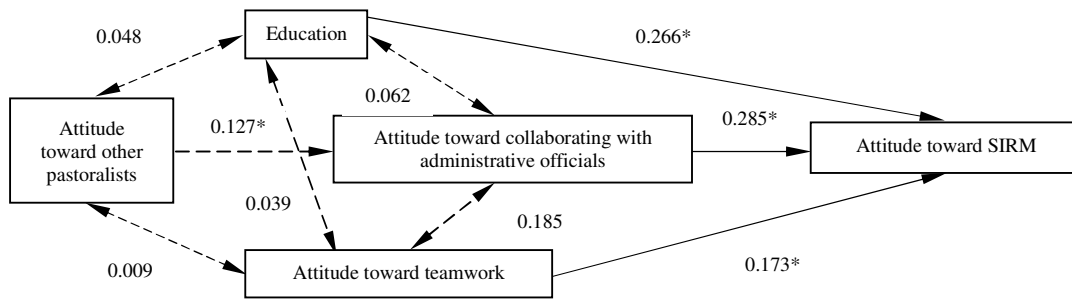 0.048
Education
0.266*
0.062
Attitude
toward other
pastoralists
0.127*
Attitude toward collaborating with
administrative officials
0.285*
Attitude toward SIRM
0.039
0.185
0.009
Attitude toward teamwork
0.173*